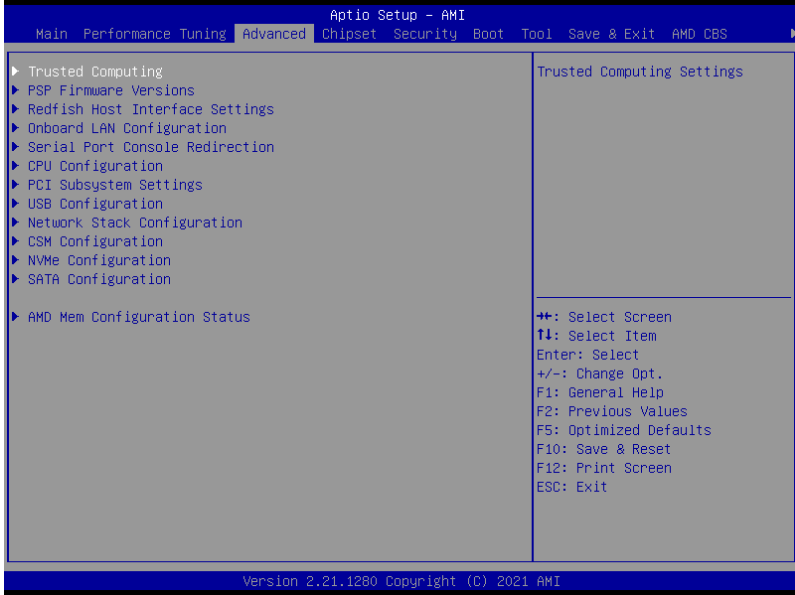 Aptio Setup – AMI
Main Performance Tuning Advanced Chipset Security Boot Tool Save & Exit AMD CBS
Trusted Computing
PSP Firmware Versions
Redfish Host Interface Settings
Onboard LAN Configuration
Serial Port Console Redirection
CPU Configuration
PCI Subsystem Settings
USB Configuration
Network Stack Configuration
CSM Configuration
NVMe Configuration
SATA Configuration
AMD Mem Configuration Status
Trusted Computing Settings
→←: Select Screen
↑↓: Select Item
Enter: Select
+/-: Change Opt.
F1: General Help
F2: Previous Values
F5: Optimized Defaults
F10: Save & Reset
F12: Print Screen
ESC: Exit
Version 2.21.1280 Copyright (C) 2021 AMI